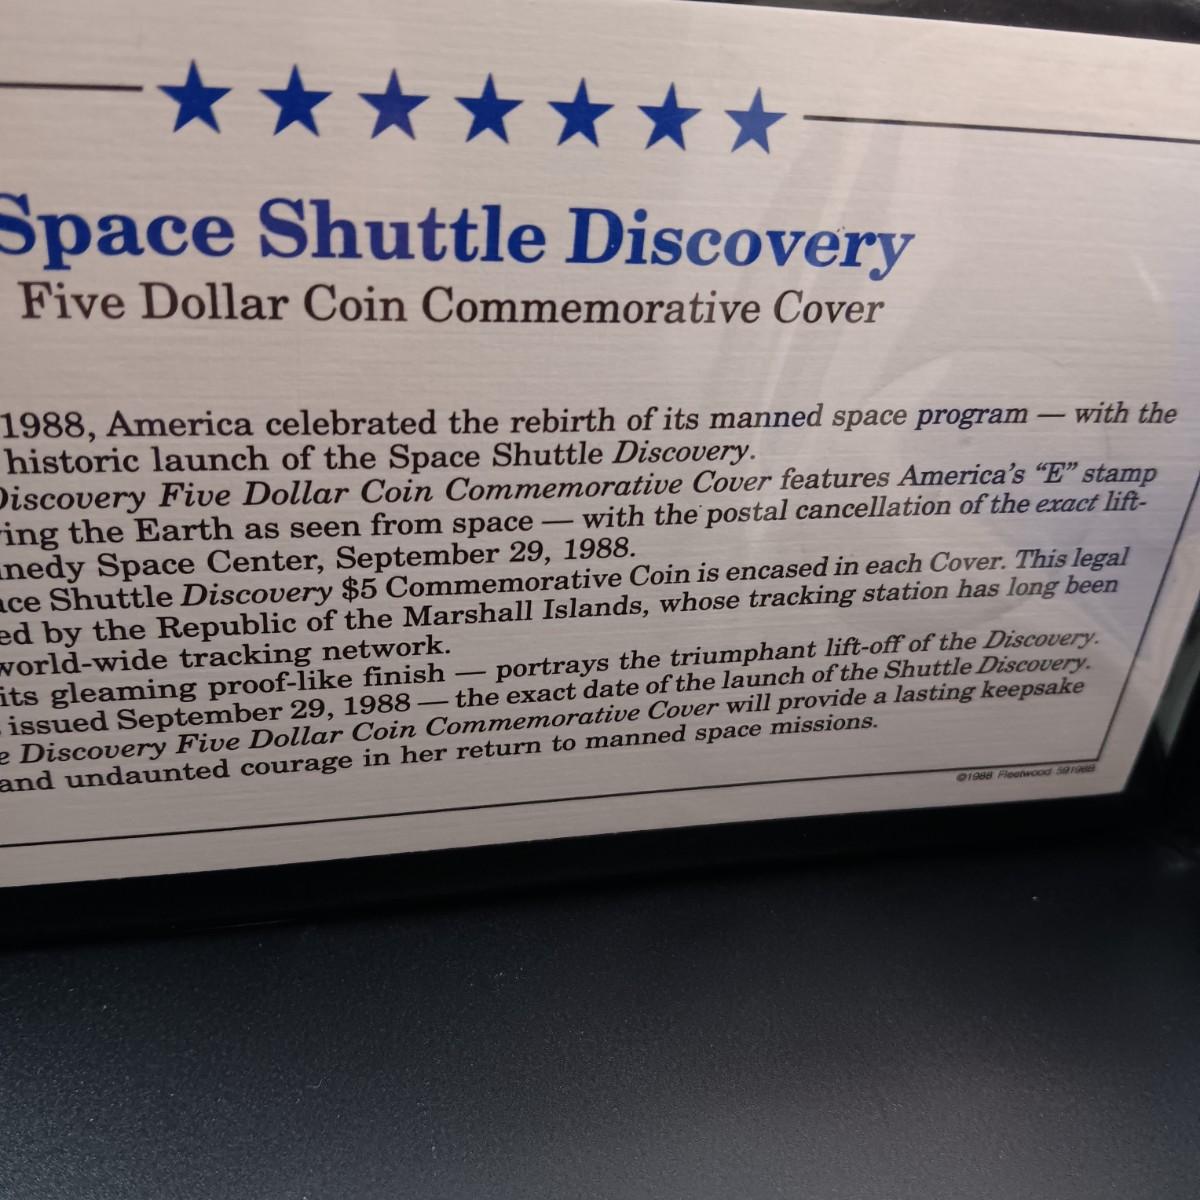 Space Shuttle Discovery
Five Dollar Coin Commemorative Cover
1988, America celebrated the rebirth of its manned space program — with the
historic launch of the Space Shuttle Discovery.
Discovery Five Dollar Coin Commemorative Cover features America's “E” stamp
ing the Earth as seen from space — with the postal cancellation of the exact lift-
nnedy Space Center, September 29, 1988.
ace Shuttle Discovery $5 Commemorative Coin is encased in each Cover. This legal
ed by the Republic of the Marshall Islands, whose tracking station has long been
world-wide tracking network.
its gleaming proof-like finish — portrays the triumphant lift-off of the Discovery.
issued September 29, 1988 — the exact date of the launch of the Shuttle Discovery.
e Discovery Five Dollar Coin Commemorative Cover will provide a lasting keepsake
and undaunted courage in her return to manned space missions.
©1988 Fleetwood